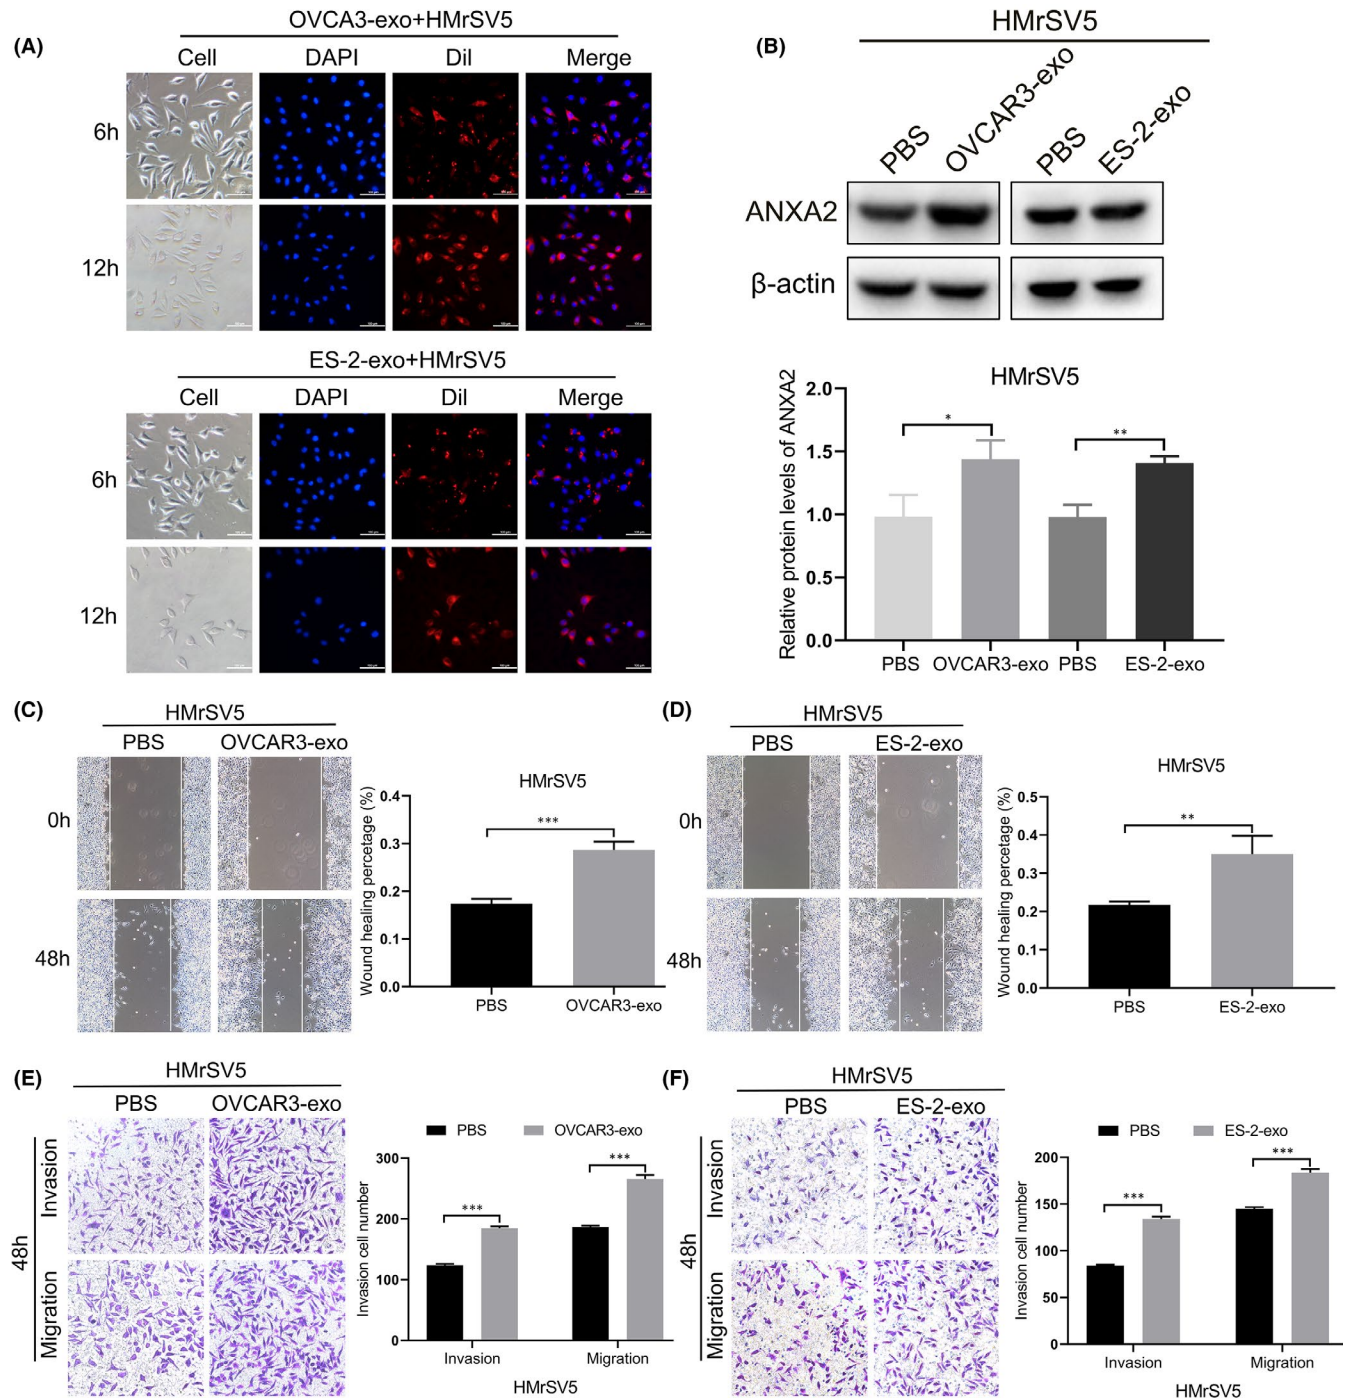 (A)
OVCA3-exo+HMrSV5
Cell DAPI Dil Merge
6h
12h
ES-2-exo+HMrSV5
Cell DAPI Dil Merge
6h
12h
(B)
HMrSV5
PBS OVCAR3-exo PBS ES-2-exo
ANXA2
β-actin
HMrSV5
Relative protein levels of ANXA2
2.0
1.5
1.0
0.5
0.0
* **
PBS OVCAR3-exo PBS ES-2-exo
(C)
HMrSV5
PBS OVCAR3-exo
0h
48h
HMrSV5
Wound healing percetage (%)
0.4
0.3
0.2
0.1
0.0
***
PBS OVCAR3-exo
(D)
HMrSV5
PBS ES-2-exo
0h
48h
HMrSV5
Wound healing percetage (%)
0.5
0.4
0.3
0.2
0.1
0.0
**
PBS ES-2-exo
(E)
HMrSV5
PBS OVCAR3-exo
48h
Invasion
Migration
PBS OVCAR3-exo
Invasion cell number
300
200
100
0
*** ***
Invasion Migration
HMrSV5
(F)
HMrSV5
PBS ES-2-exo
48h
Invasion
Migration
PBS ES-2-exo
Invasion cell number
200
150
100
50
0
*** ***
Invasion Migration
HMrSV5